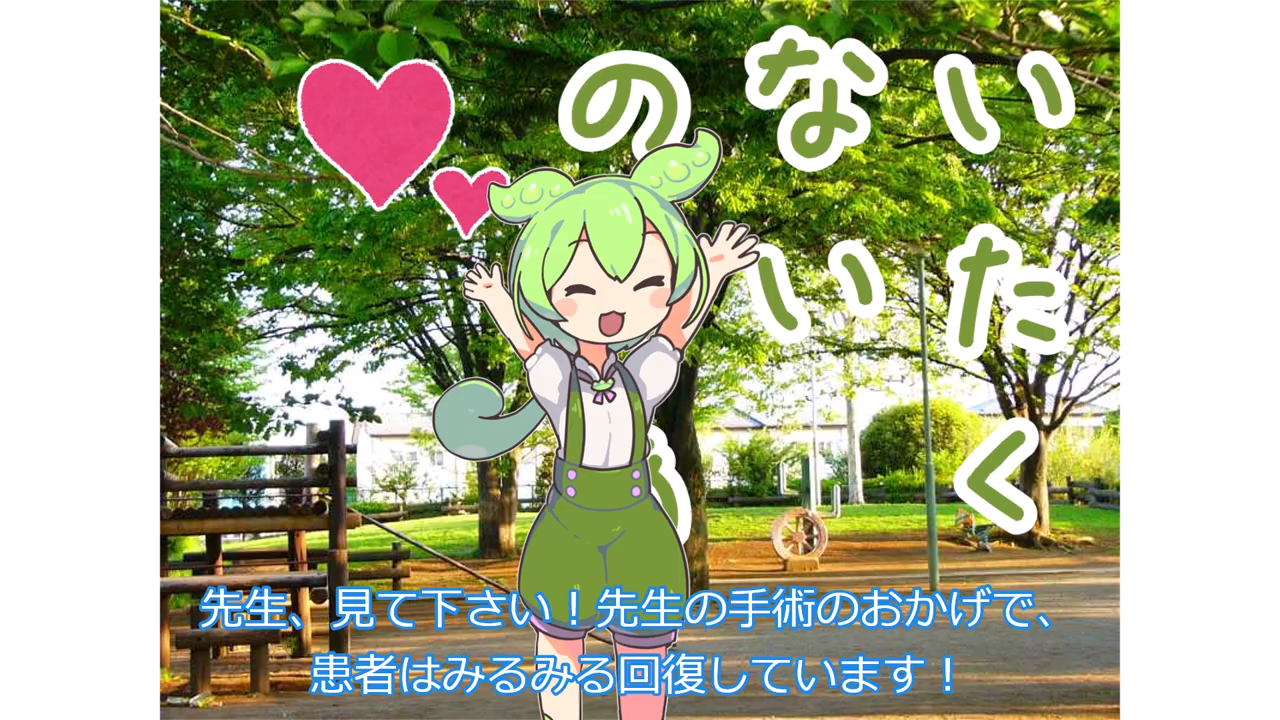 いたく
ない
の
先生、見て下さい！先生の手術のおかげで、
患者はみるみる回復しています！